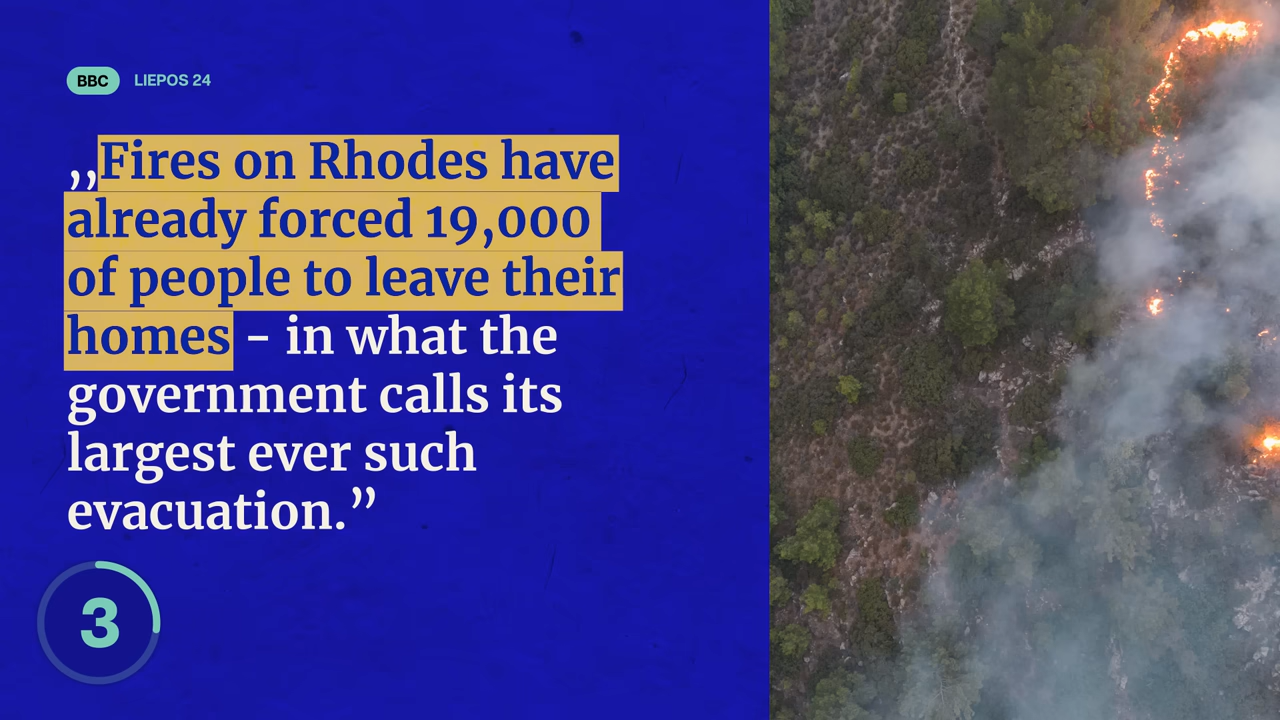 BBC LIEPOS 24
„Fires on Rhodes have
already forced 19,000
of people to leave their
homes - in what the
government calls its
largest ever such
evacuation.”
3